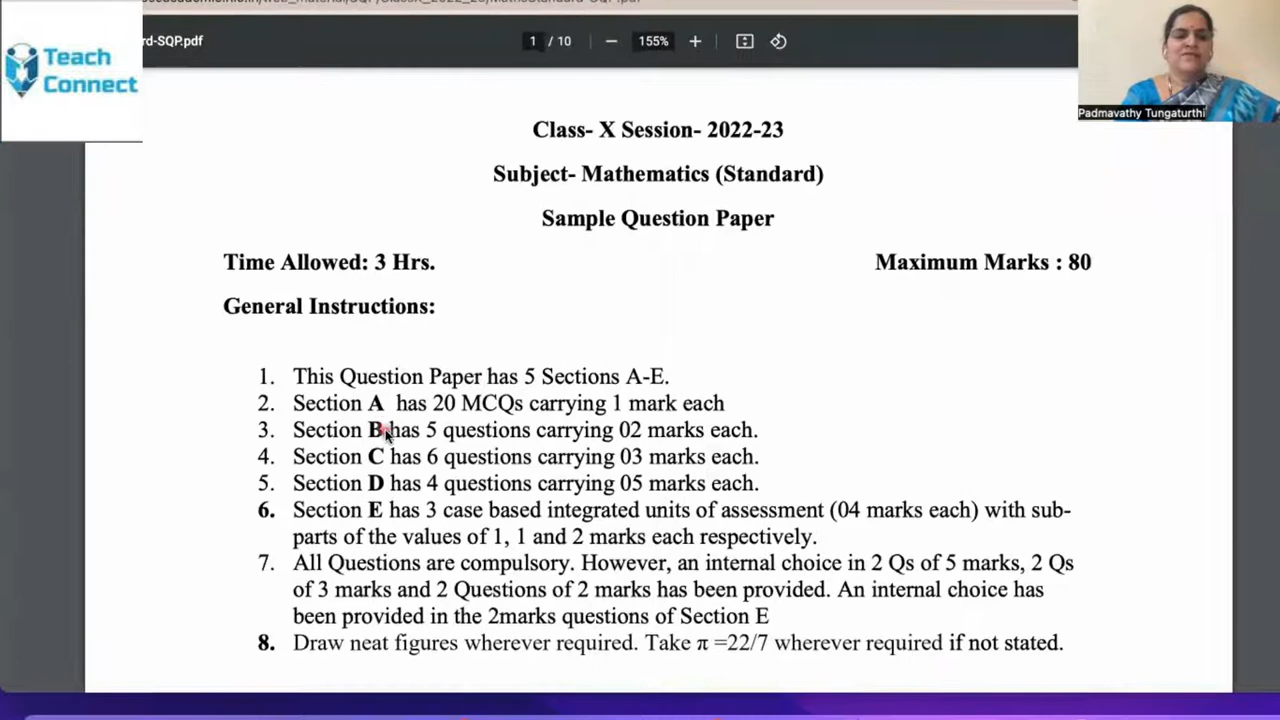 rd-SQP.pdf
1 / 10
155%
Teach
Connect
Padmavathy Tungaturthi
Class- X Session- 2022-23
Subject- Mathematics (Standard)
Sample Question Paper
Time Allowed: 3 Hrs.
Maximum Marks : 80
General Instructions:
1. This Question Paper has 5 Sections A-E.
2. Section A has 20 MCQs carrying 1 mark each
3. Section B has 5 questions carrying 02 marks each.
4. Section C has 6 questions carrying 03 marks each.
5. Section D has 4 questions carrying 05 marks each.
6. Section E has 3 case based integrated units of assessment (04 marks each) with sub-
parts of the values of 1, 1 and 2 marks each respectively.
7. All Questions are compulsory. However, an internal choice in 2 Qs of 5 marks, 2 Qs
of 3 marks and 2 Questions of 2 marks has been provided. An internal choice has
been provided in the 2marks questions of Section E
8. Draw neat figures wherever required. Take π =22/7 wherever required if not stated.